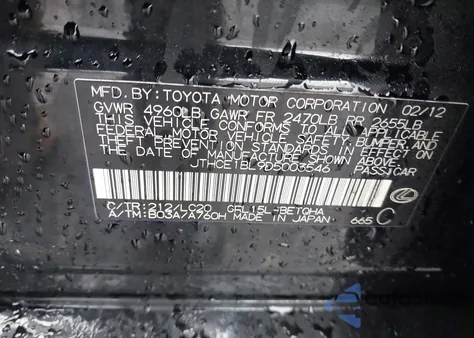 MFD. BY: TOYOTA MOTOR CORPORATION 02/12
GVWR 4960LB GAWR FR 2470LB RR 2655LB
THIS VEHICLE CONFORMS TO ALL APPLICABLE
FEDERAL MOTOR VEHICLE SAFETY, BUMPER, AND
THEFT PREVENTION STANDARDS IN EFFECT ON
THE DATE OF MANUFACTURE SHOWN ABOVE.
JTHCE1BL9D5003546 PASS.CAR
C/TR:212/LC20 GRL15L-BETQHA
A/TM:B03A/A760H MADE IN JAPAN 665 C